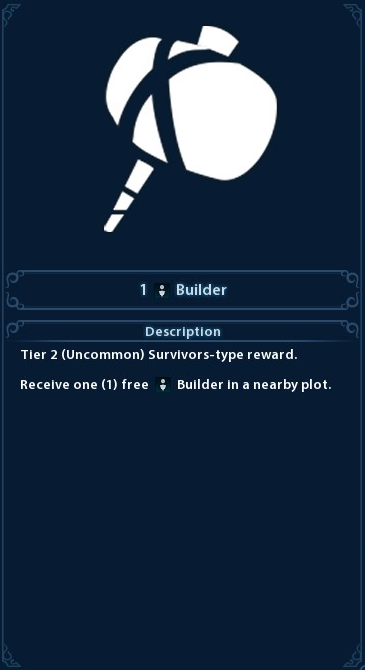 1 Builder
Description
Tier 2 (Uncommon) Survivors-type reward.
Receive one (1) free Builder in a nearby plot.